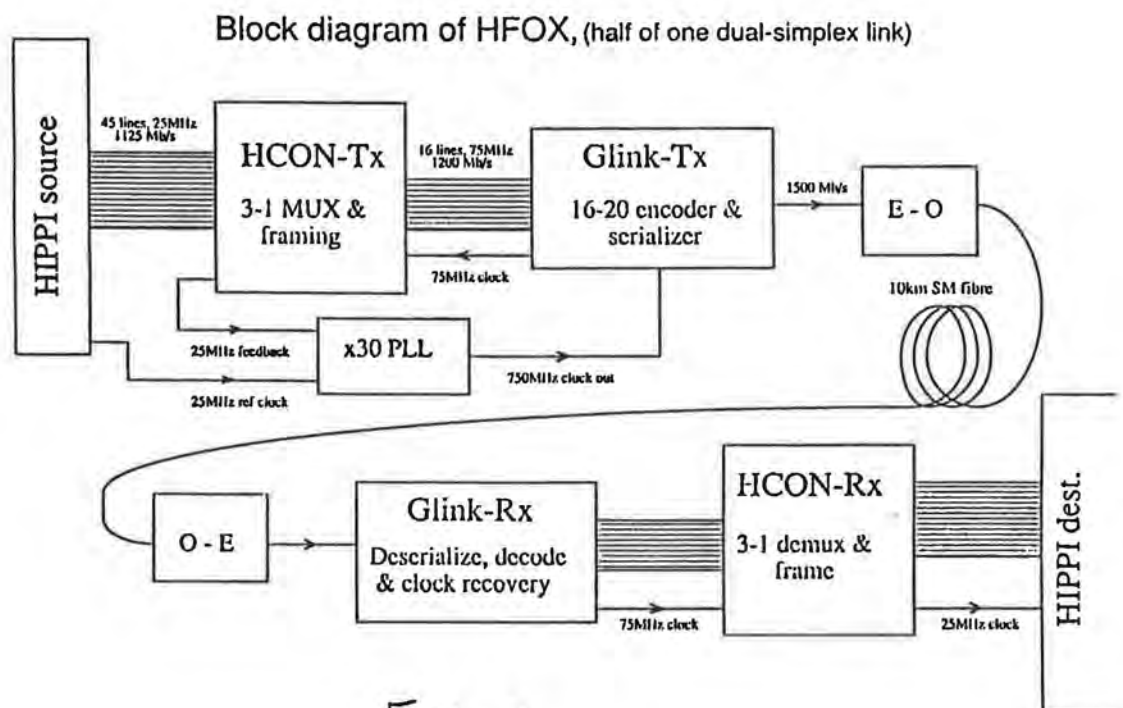 Block diagram of HFOX, (half of one dual-simplex link)
HIPPI source
45 lines, 25MHz
1125 Mb/s
HCON-Tx
3-1 MUX &
framing
16 lines, 75MHz
1200 Mb/s
75MHz clock
Glink-Tx
16-20 encoder &
serializer
1500 Mb/s
E - O
10km SM fibre
25MHz feedback
25MHz ref clock
x30 PLL
750MHz clock out
O - E
Glink-Rx
Deserialize, decode
& clock recovery
75MHz clock
HCON-Rx
3-1 demux &
frame
25MHz clock
HIPPI dest.